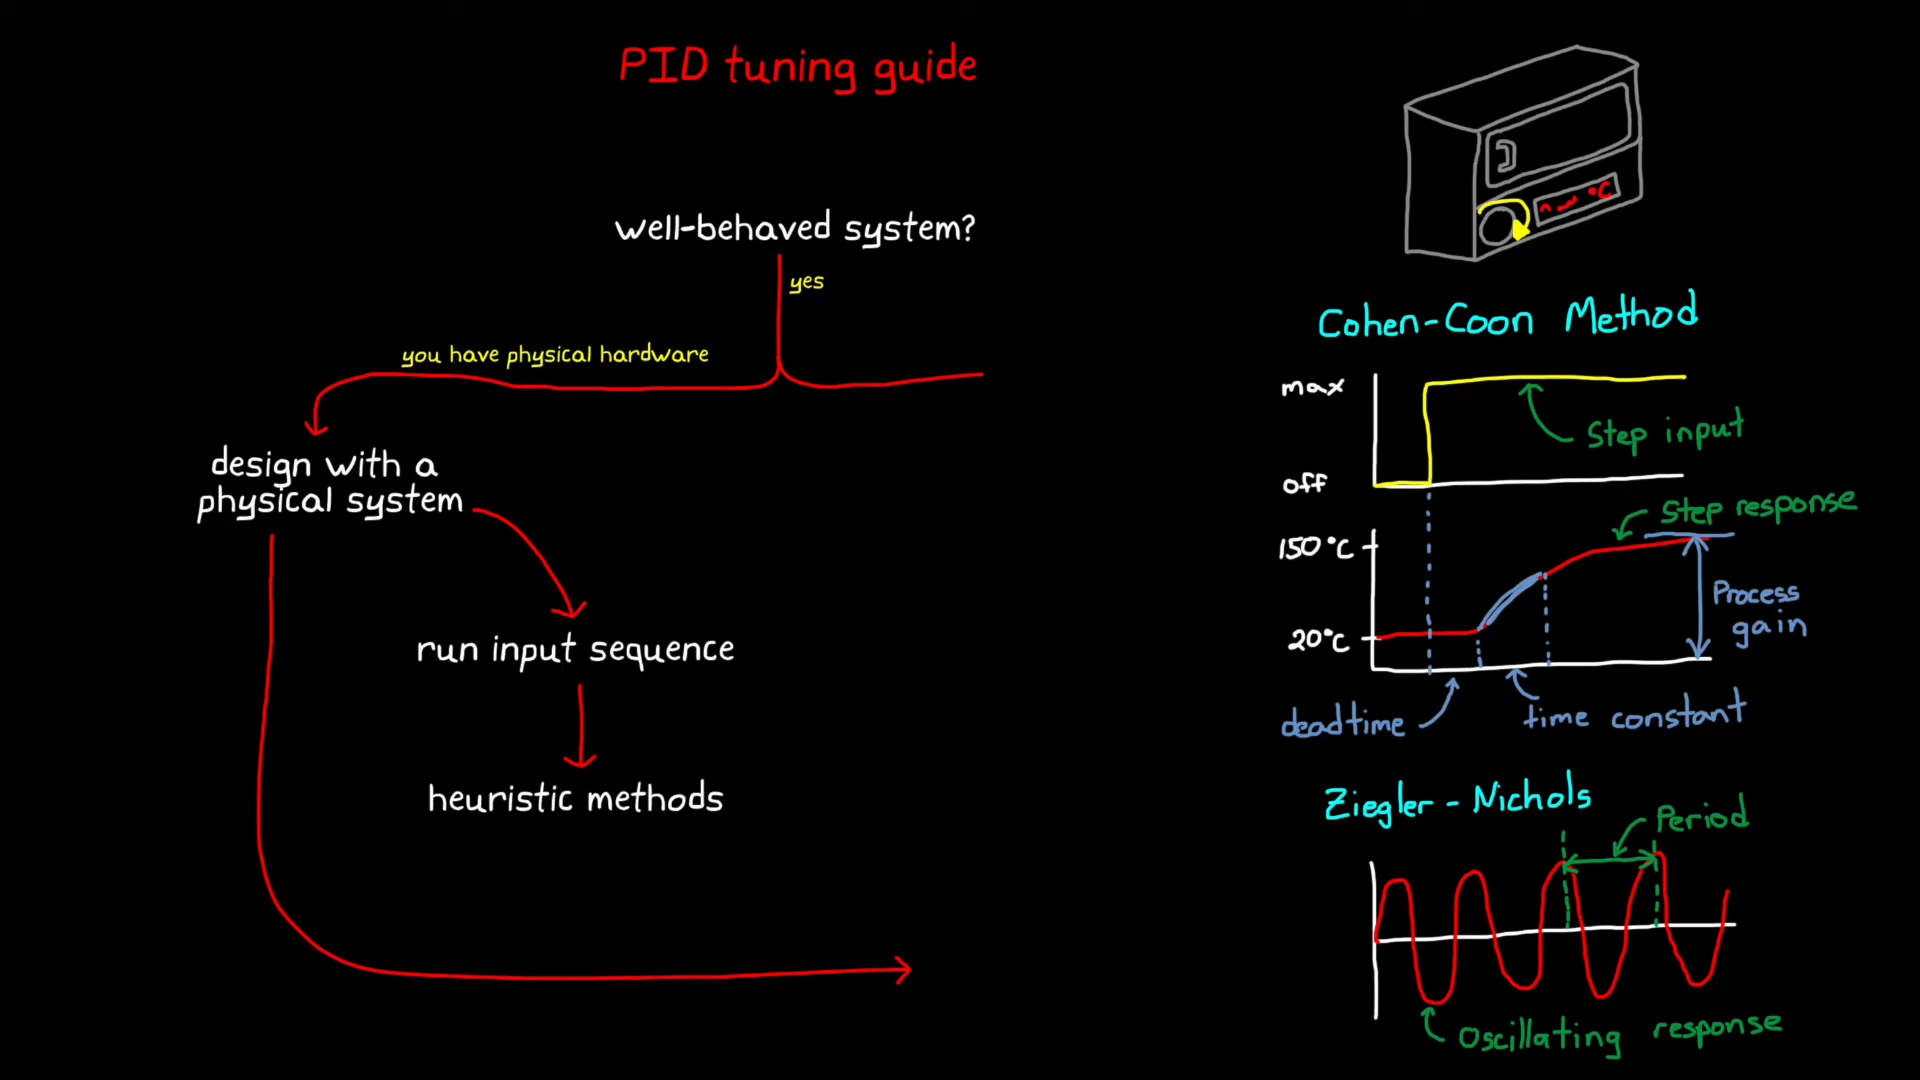 PID tuning guide
well-behaved system?
yes
you have physical hardware
design with a
physical system
run input sequence
heuristic methods
°C
Cohen-Coon Method
max
off
Step input
150°C
20°C
Step response
Process
gain
deadtime
time constant
Ziegler-Nichols
Period
Oscillating response